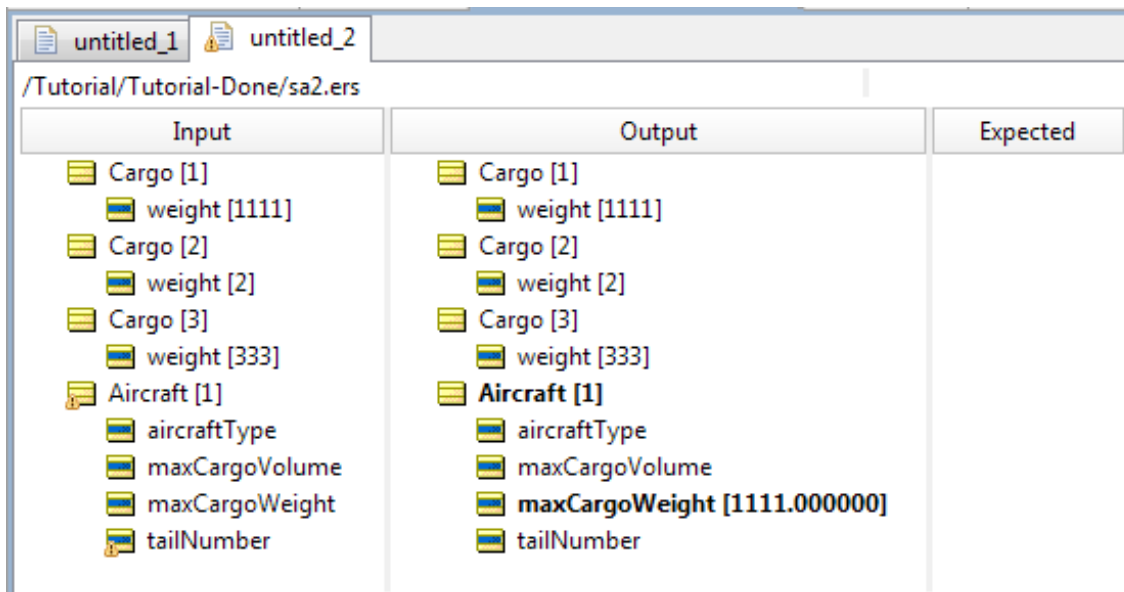 untitled_1 untitled_2
/Tutorial/Tutorial-Done/sa2.ers
Input Output Expected
Cargo [1] Cargo [1]
weight [1111] weight [1111]
Cargo [2] Cargo [2]
weight [2] weight [2]
Cargo [3] Cargo [3]
weight [333] weight [333]
Aircraft [1] Aircraft [1]
aircraftType aircraftType
maxCargoVolume maxCargoVolume
maxCargoWeight maxCargoWeight [1111.000000]
tailNumber tailNumber